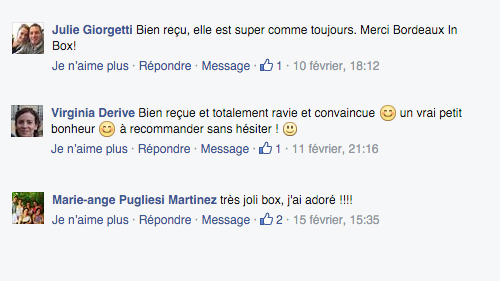 Julie Giorgetti Bien reçu, elle est super comme toujours. Merci Bordeaux In
Box!
Je n'aime plus · Répondre · Message · 1 · 10 février, 18:12
Virginia Derive Bien reçue et totalement ravie et convaincue 😊 un vrai petit
bonheur 😊 à recommander sans hésiter ! 😃
Je n'aime plus · Répondre · Message · 1 · 11 février, 21:16
Marie-ange Pugliesi Martinez très joli box, j'ai adoré !!!!
Je n'aime plus · Répondre · Message · 2 · 15 février, 15:35